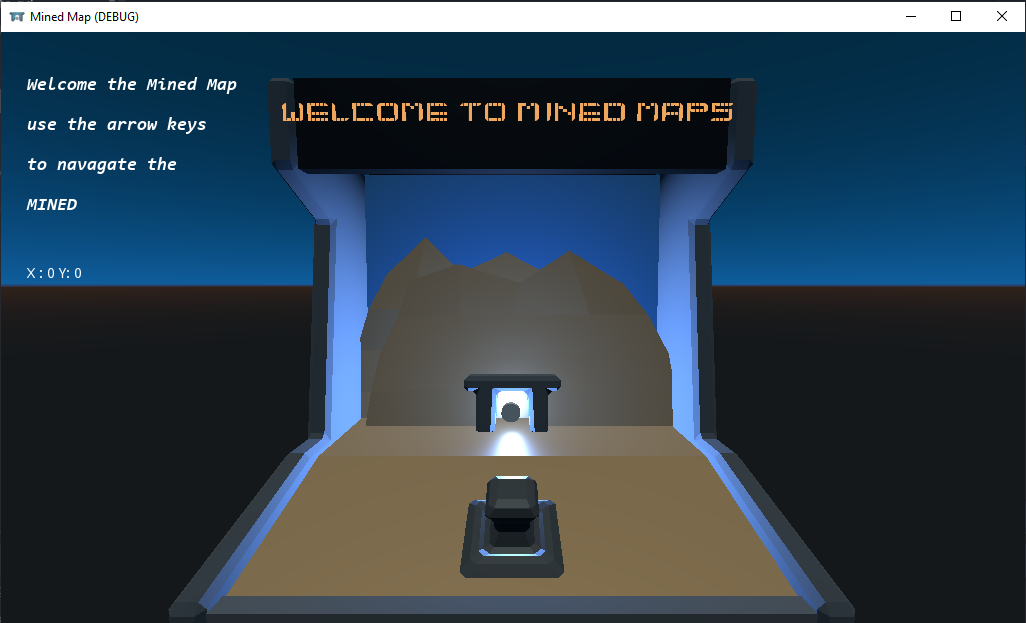 Mined Map (DEBUG)
WELCOME TO MINED MAPS
Welcome the Mined Map
use the arrow keys
to navagate the
MINED
X : 0 Y: 0